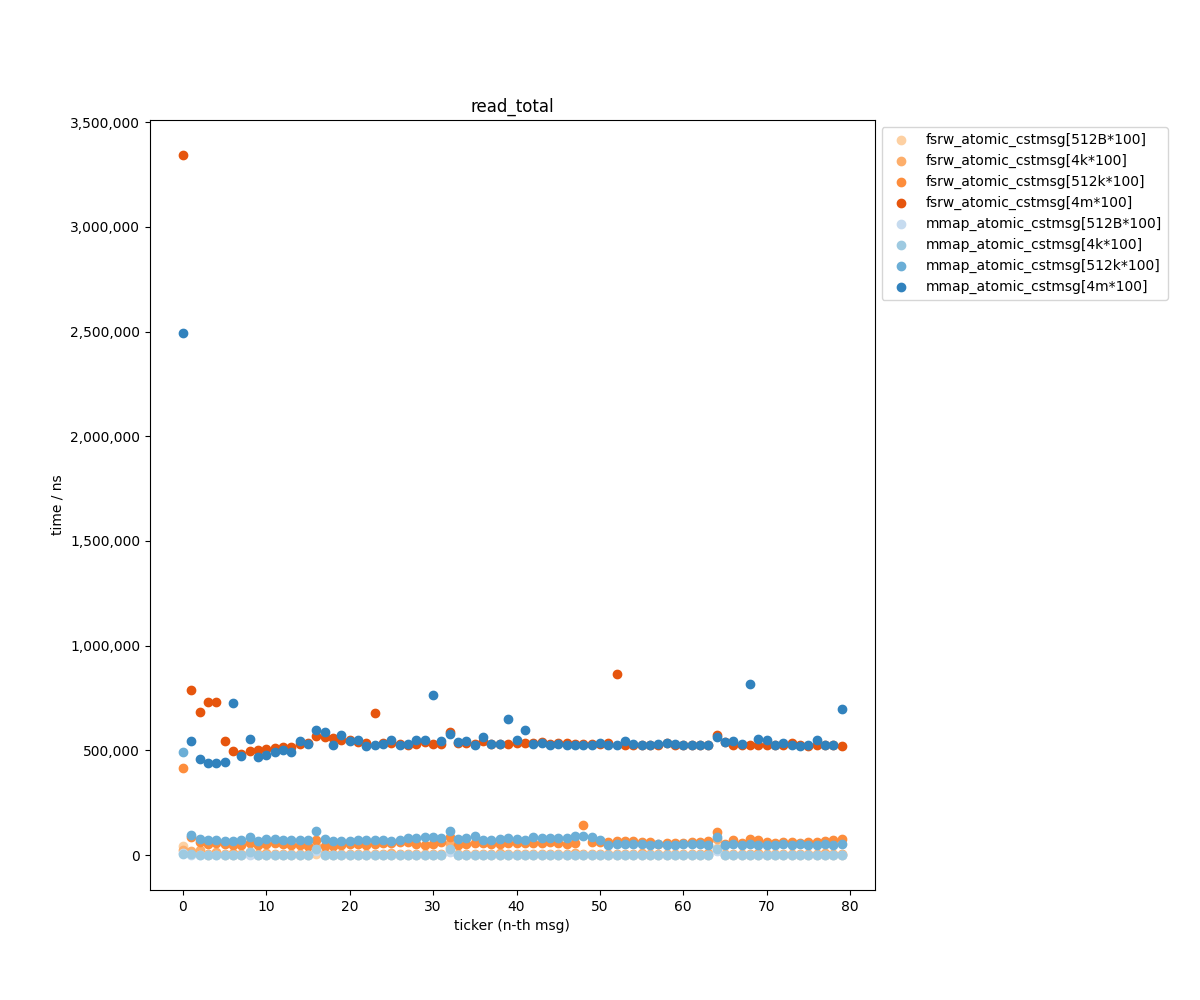 read_total
3,500,000
3,000,000
2,500,000
2,000,000
1,500,000
1,000,000
500,000
0
time / ns
0 10 20 30 40 50 60 70 80
ticker (n-th msg)
fsrw_atomic_cstmsg[512B*100]
fsrw_atomic_cstmsg[4k*100]
fsrw_atomic_cstmsg[512k*100]
fsrw_atomic_cstmsg[4m*100]
mmap_atomic_cstmsg[512B*100]
mmap_atomic_cstmsg[4k*100]
mmap_atomic_cstmsg[512k*100]
mmap_atomic_cstmsg[4m*100]